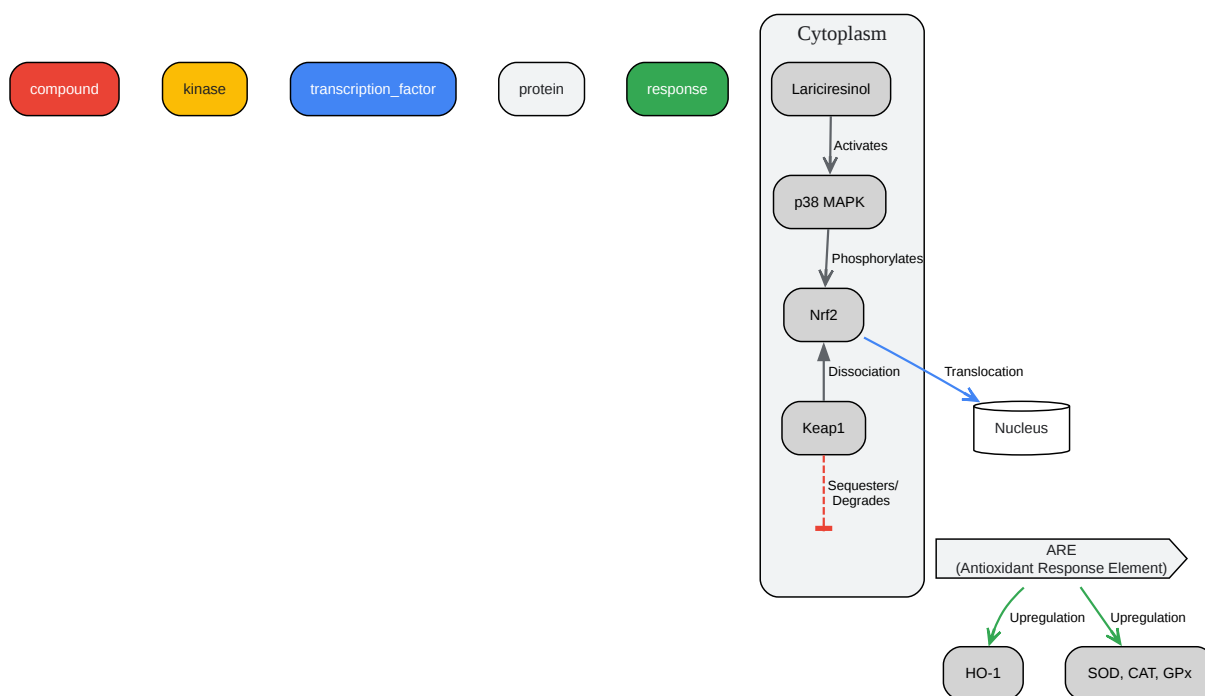 Cytoplasm
compound
kinase
transcription_factor
protein
response
Lariciresinol
Activates
p38 MAPK
Phosphorylates
Nrf2
Dissociation
Translocation
Keap1
Nucleus
Sequesters/
Degrades
ARE
(Antioxidant Response Element)
Upregulation
Upregulation
HO-1
SOD, CAT, GPx